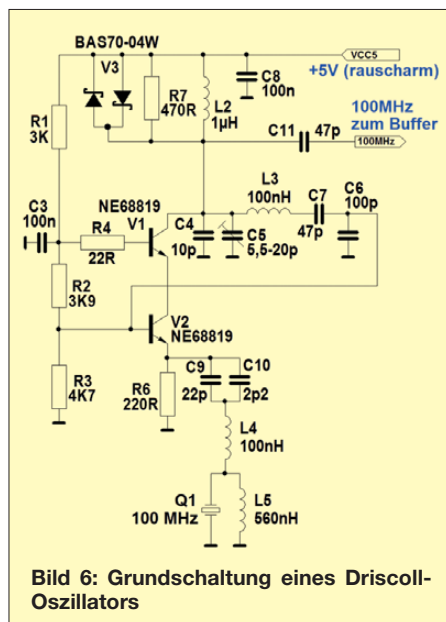 BAS70-04W
V3
VCC5
+5V (rauscharm)
R1
3K
R7
470R
L2
1µH
C8
100n
100MHz
zum Buffer
C11
47p
100MHZ
C3
100n
R4
22R
NE68819
V1
C4
10p
C5
5,5-20p
L3
100nH
C7
47p
C6
100p
R2
3K9
V2
NE68819
R3
4K7
R6
220R
C9
22p
C10
2p2
L4
100nH
Q1
100 MHz
L5
560nH
Bild 6: Grundschaltung eines Driscoll-
Oszillators